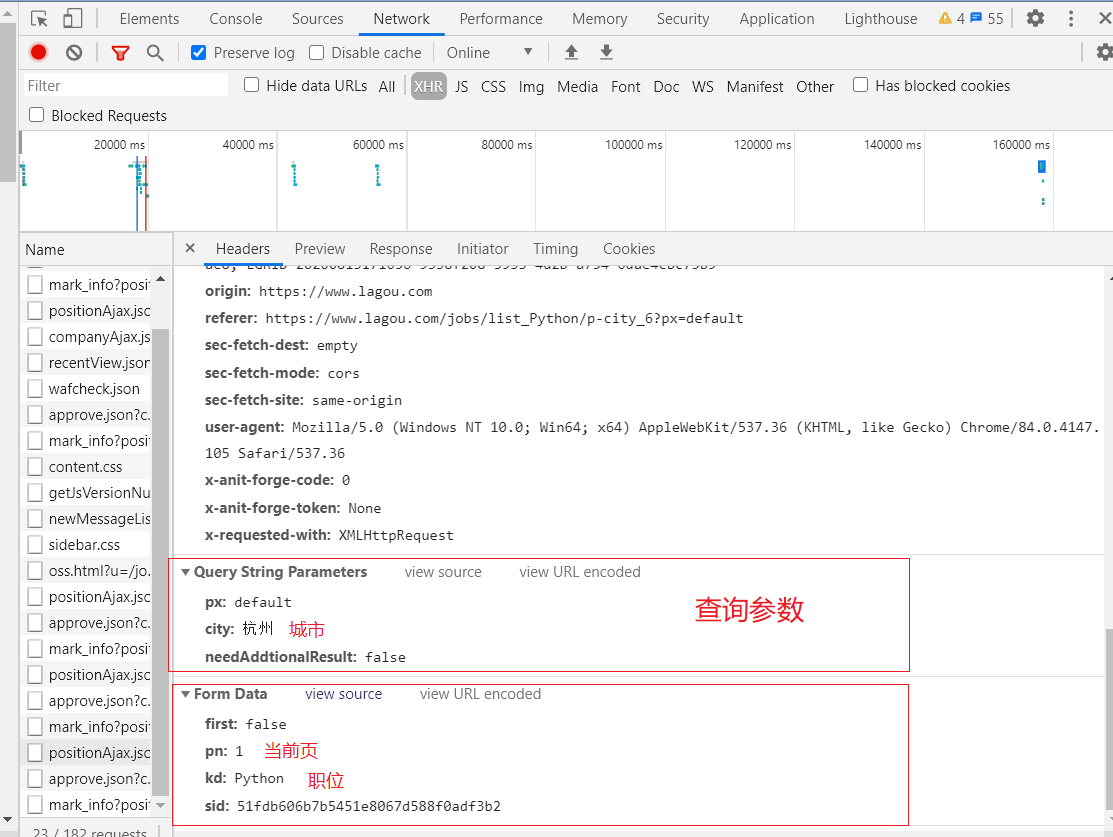 Elements Console Sources Network Performance Memory Security Application Lighthouse 4 55
Preserve log Disable cache Online
Filter Hide data URLs All XHR JS CSS Img Media Font Doc WS Manifest Other Has blocked cookies
Blocked Requests
20000 ms 40000 ms 60000 ms 80000 ms 100000 ms 120000 ms 140000 ms 160000 ms
Name
× Headers Preview Response Initiator Timing Cookies
mark_info?posi
positionAjax.jsc
companyAjax.js
recentView.json
wafcheck.json
approve.json?c.
mark_info?posi
content.css
getJsVersionNu
newMessageLis
sidebar.css
oss.html?u=/jo.
positionAjax.jsc
approve.json?c.
mark_info?posi
positionAjax.jsc
approve.json?c.
mark_info?posi
positionAjax.jsc
approve.json?c.
mark_info?posi
23 / 182 requests
origin: https://www.lagou.com
referer: https://www.lagou.com/jobs/list_Python/p-city_6?px=default
sec-fetch-dest: empty
sec-fetch-mode: cors
sec-fetch-site: same-origin
user-agent: Mozilla/5.0 (Windows NT 10.0; Win64; x64) AppleWebKit/537.36 (KHTML, like Gecko) Chrome/84.0.4147.
105 Safari/537.36
x-anit-forge-code: 0
x-anit-forge-token: None
x-requested-with: XMLHttpRequest
Query String Parameters view source view URL encoded
px: default
查询参数
city: 杭州 城市
needAddtionalResult: false
Form Data view source view URL encoded
first: false
pn: 1 当前页
kd: Python 职位
sid: 51fdb606b7b5451e8067d588f0adf3b2